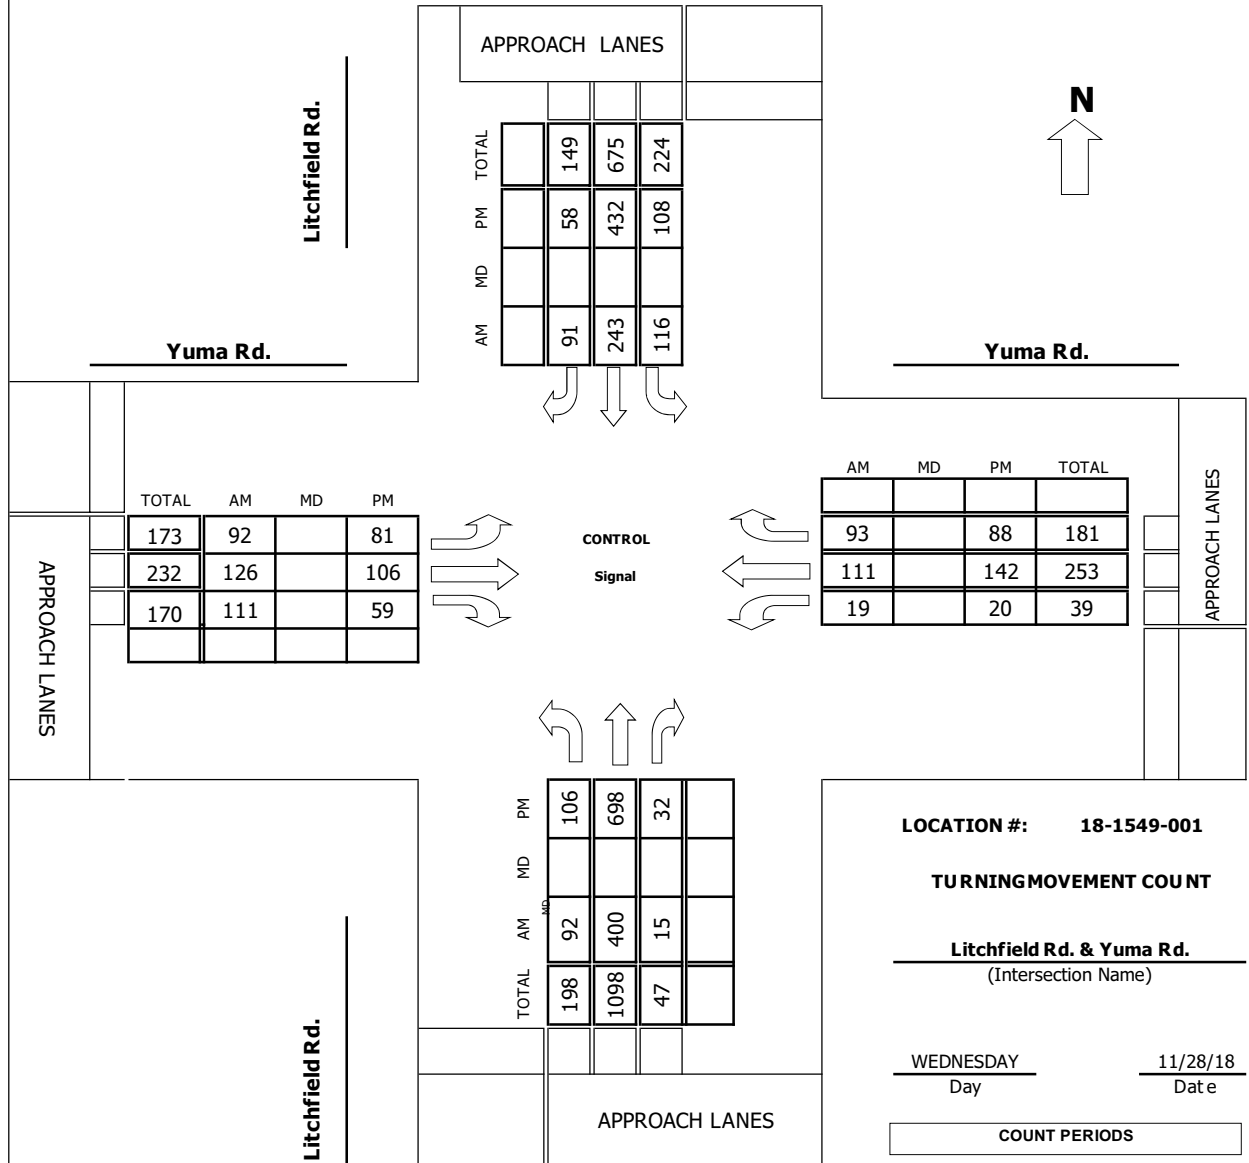 APPROACH LANES
N
Litchfield Rd.
TOTAL 149 675 224
PM 58 432 108
MD
AM 91 243 116
Yuma Rd.
Yuma Rd.
AM MD PM TOTAL
93 88 181
111 142 253
19 20 39
APPROACH LANES
TOTAL AM MD PM
173 92 81
232 126 106
170 111 59
APPROACH LANES
CONTROL
Signal
PM 106 698 32
MD
MD
AM 92 400 15
TOTAL 198 1098 47
LOCATION #: 18-1549-001
TURNING MOVEMENT COUNT
Litchfield Rd. & Yuma Rd.
(Intersection Name)
Litchfield Rd.
WEDNESDAY 11/28/18
Day Date
APPROACH LANES
COUNT PERIODS